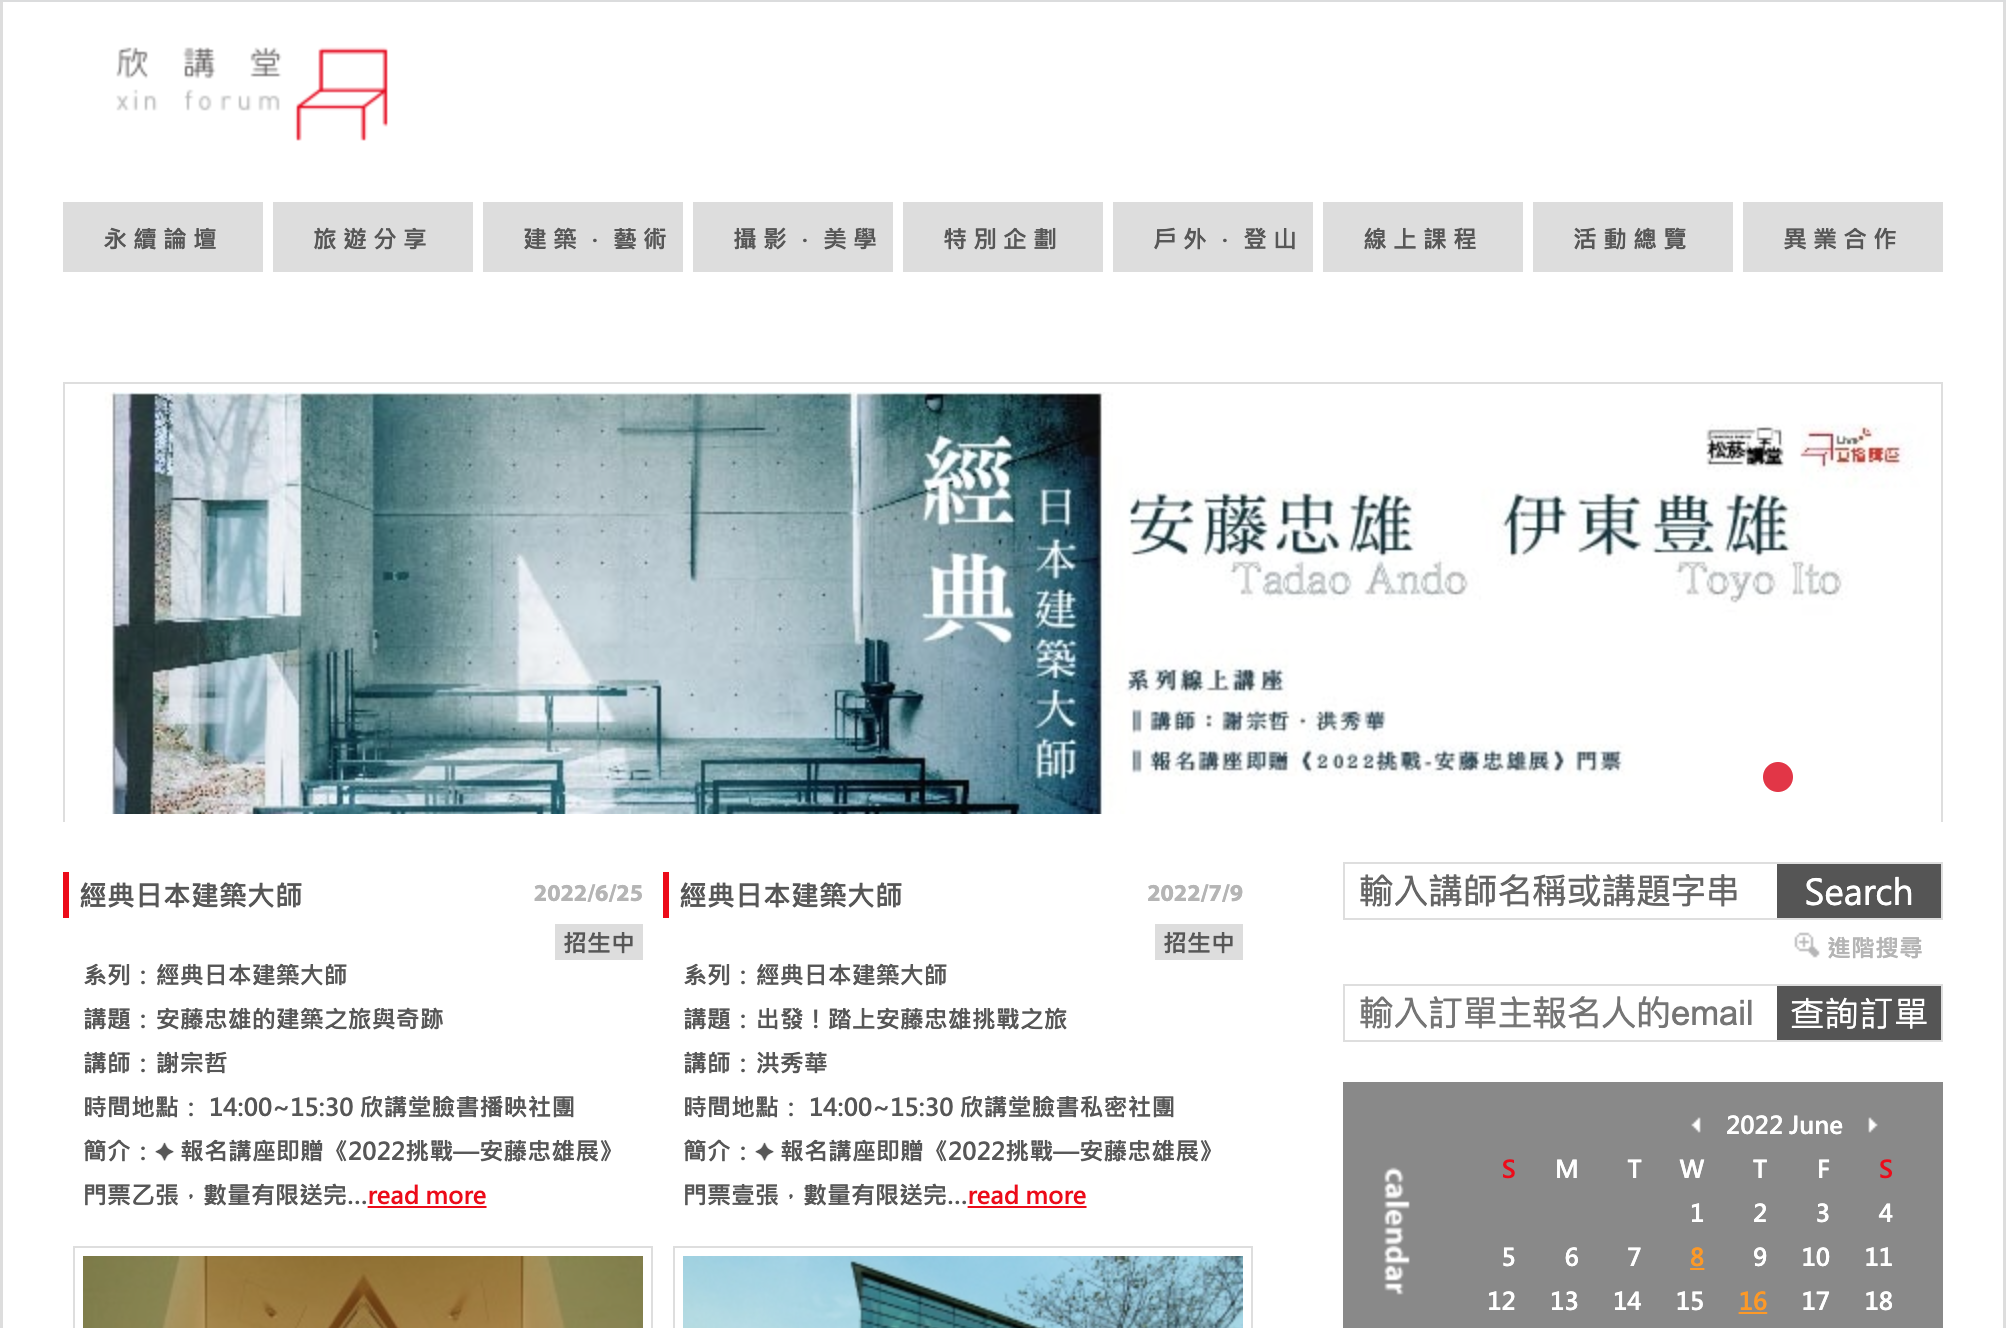 欣講堂
xin forum
永續論壇
旅遊分享
建築．藝術
攝影．美學
特別企劃
戶外．登山
線上課程
活動總覽
異業合作
經典
日本建築大師
松菸講堂
Live
直播講座
安藤忠雄 伊東豊雄
Tadao Ando Toyo Ito
系列線上講座
‖講師：謝宗哲．洪秀華
‖報名講座即贈《2022挑戰-安藤忠雄展》門票
經典日本建築大師
2022/6/25
招生中
系列：經典日本建築大師
講題：安藤忠雄的建築之旅與奇跡
講師：謝宗哲
時間地點： 14:00~15:30 欣講堂臉書播映社團
簡介：✦ 報名講座即贈《2022挑戰—安藤忠雄展》
門票乙張，數量有限送完...read more
經典日本建築大師
2022/7/9
招生中
系列：經典日本建築大師
講題：出發！踏上安藤忠雄挑戰之旅
講師：洪秀華
時間地點： 14:00~15:30 欣講堂臉書私密社團
簡介：✦ 報名講座即贈《2022挑戰—安藤忠雄展》
門票壹張，數量有限送完...read more
輸入講師名稱或講題字串
Search
進階搜尋
輸入訂單主報名人的email
查詢訂單
calendar
2022 June
S M T W T F S
1 2 3 4
5 6 7 8 9 10 11
12 13 14 15 16 17 18